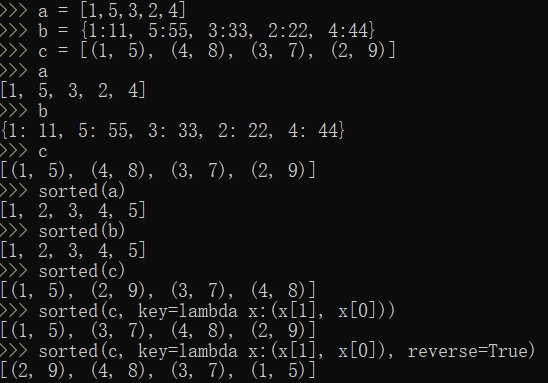 >>> a = [1,5,3,2,4]
>>> b = {1:11, 5:55, 3:33, 2:22, 4:44}
>>> c = [(1, 5), (4, 8), (3, 7), (2, 9)]
>>> a
[1, 5, 3, 2, 4]
>>> b
{1: 11, 5: 55, 3: 33, 2: 22, 4: 44}
>>> c
[(1, 5), (4, 8), (3, 7), (2, 9)]
>>> sorted(a)
[1, 2, 3, 4, 5]
>>> sorted(b)
[1, 2, 3, 4, 5]
>>> sorted(c)
[(1, 5), (2, 9), (3, 7), (4, 8)]
>>> sorted(c, key=lambda x:(x[1], x[0]))
[(1, 5), (3, 7), (4, 8), (2, 9)]
>>> sorted(c, key=lambda x:(x[1], x[0]), reverse=True)
[(2, 9), (4, 8), (3, 7), (1, 5)]